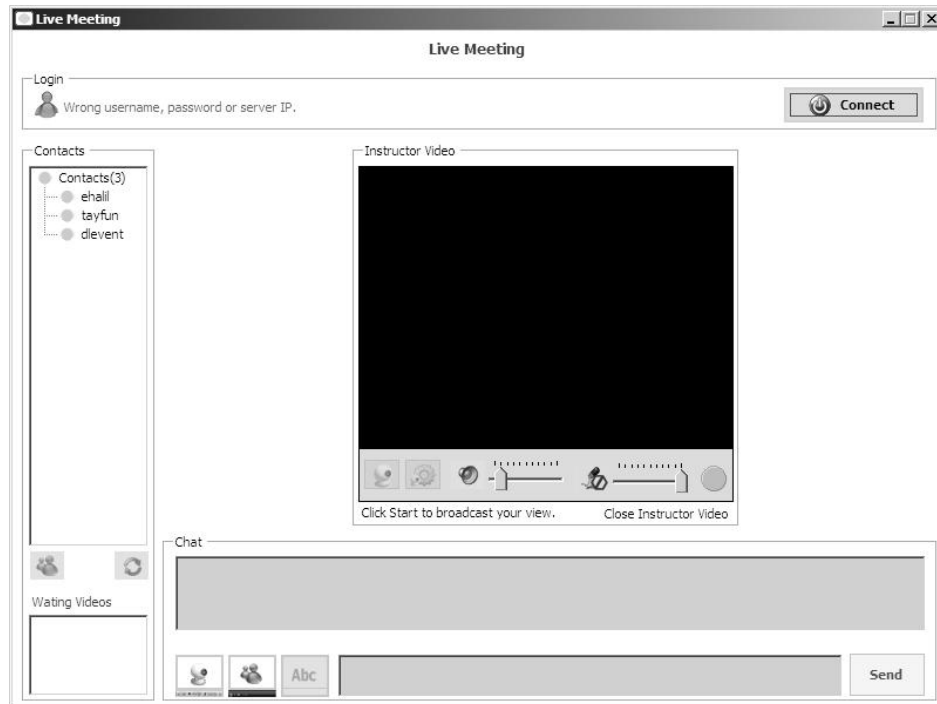 Live Meeting
Live Meeting
Login
Wrong username, password or server IP.
Connect
Contacts
Contacts(3)
ehalil
tayfun
dlevent
Instructor Video
Click Start to broadcast your view.
Close Instructor Video
Wating Videos
Chat
Abc
Send